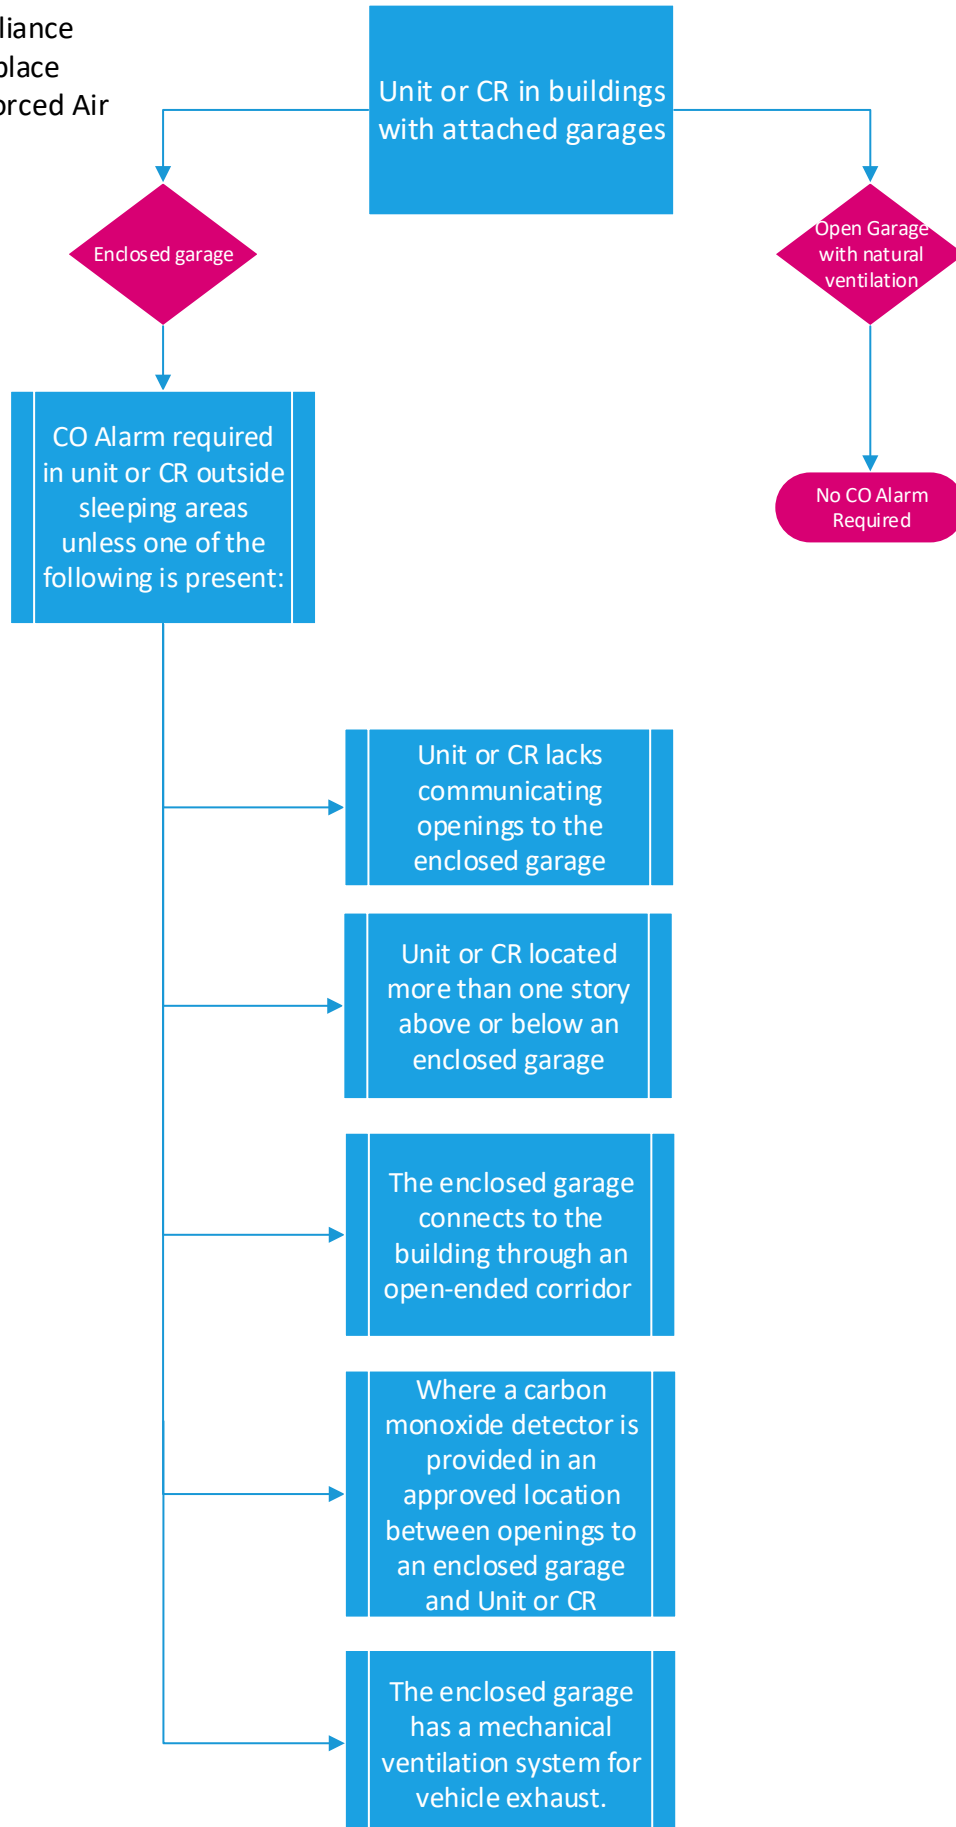 Unit or CR in buildings
with attached garages
Enclosed garage
Open Garage
with natural
ventilation
CO Alarm required
in unit or CR outside
sleeping areas
unless one of the
following is present:
No CO Alarm
Required
Unit or CR lacks
communicating
openings to the
enclosed garage
Unit or CR located
more than one story
above or below an
enclosed garage
The enclosed garage
connects to the
building through an
open-ended corridor
Where a carbon
monoxide detector is
provided in an
approved location
between openings to
an enclosed garage
and Unit or CR
The enclosed garage
has a mechanical
ventilation system for
vehicle exhaust.
Air